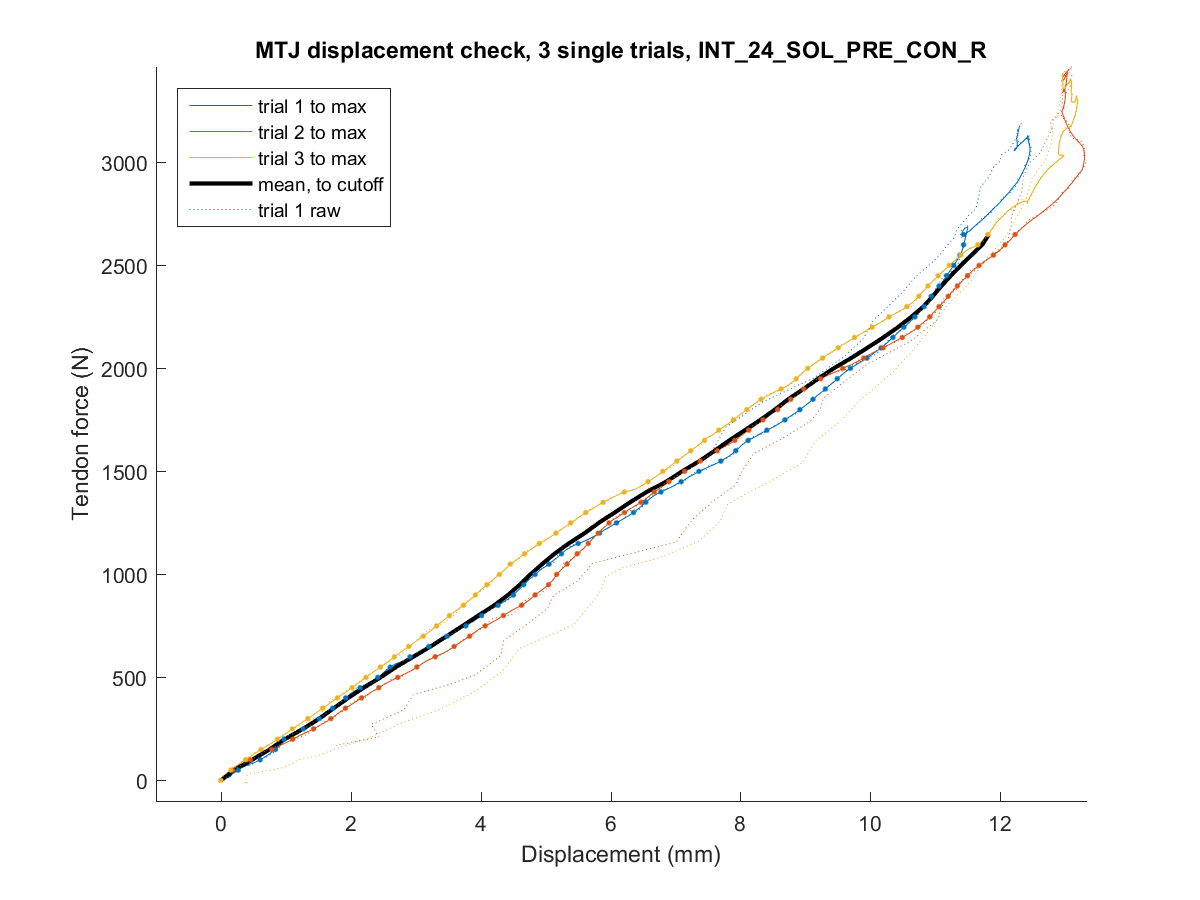 MTJ displacement check, 3 single trials, INT_24_SOL_PRE_CON_R
trial 1 to max
trial 2 to max
trial 3 to max
mean, to cutoff
trial 1 raw
Tendon force (N)
3000
2500
2000
1500
1000
500
0
0 2 4 6 8 10 12
Displacement (mm)